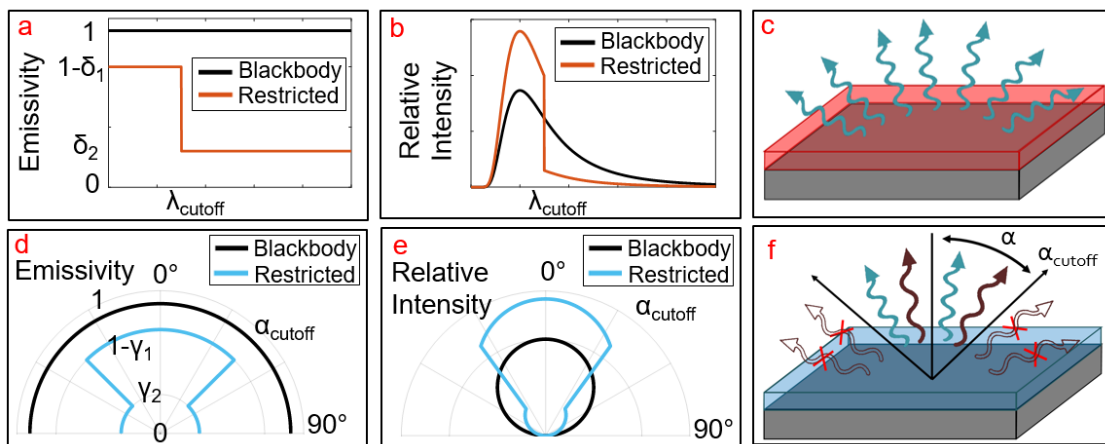 a
Emissivity
1
1-δ₁
δ₂
0
Blackbody
Restricted
λcutoff
b
Relative
Intensity
Blackbody
Restricted
λcutoff
c
d
Emissivity
Blackbody
Restricted
0°
1
αcutoff
1-γ₁
γ₂
0
90°
e
Relative
Intensity
Blackbody
Restricted
0°
αcutoff
90°
f
α
αcutoff